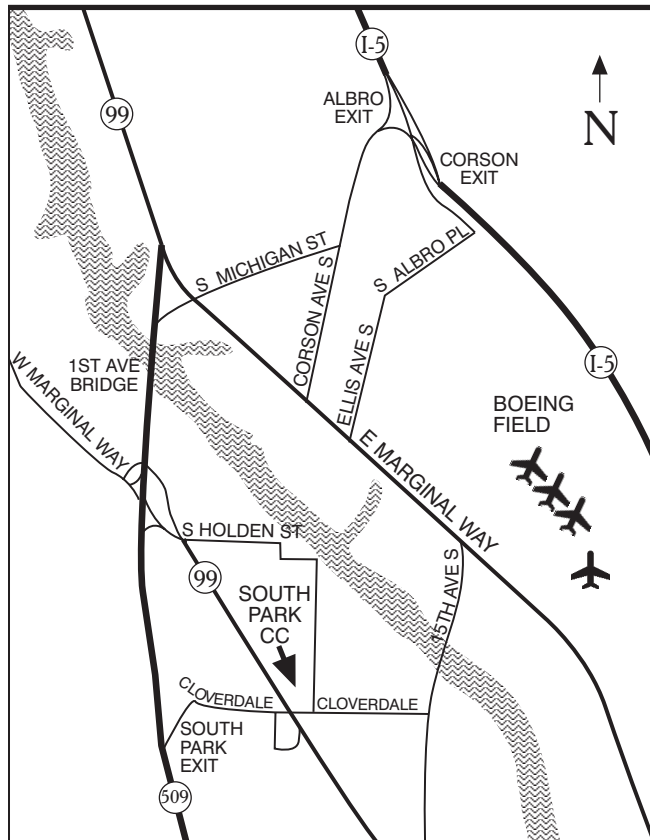 I-5
ALBRO
EXIT
99
N
CORSON
EXIT
S MICHIGAN ST
S ALBRO PL
CORSON AVE S
ELLIS AVE S
1ST AVE
BRIDGE
W MARGINAL WAY
I-5
BOEING
FIELD
E MARGINAL WAY
S HOLDEN ST
99
SOUTH
PARK
CC
15TH AVE S
CLOVERDALE
CLOVERDALE
SOUTH
PARK
EXIT
509